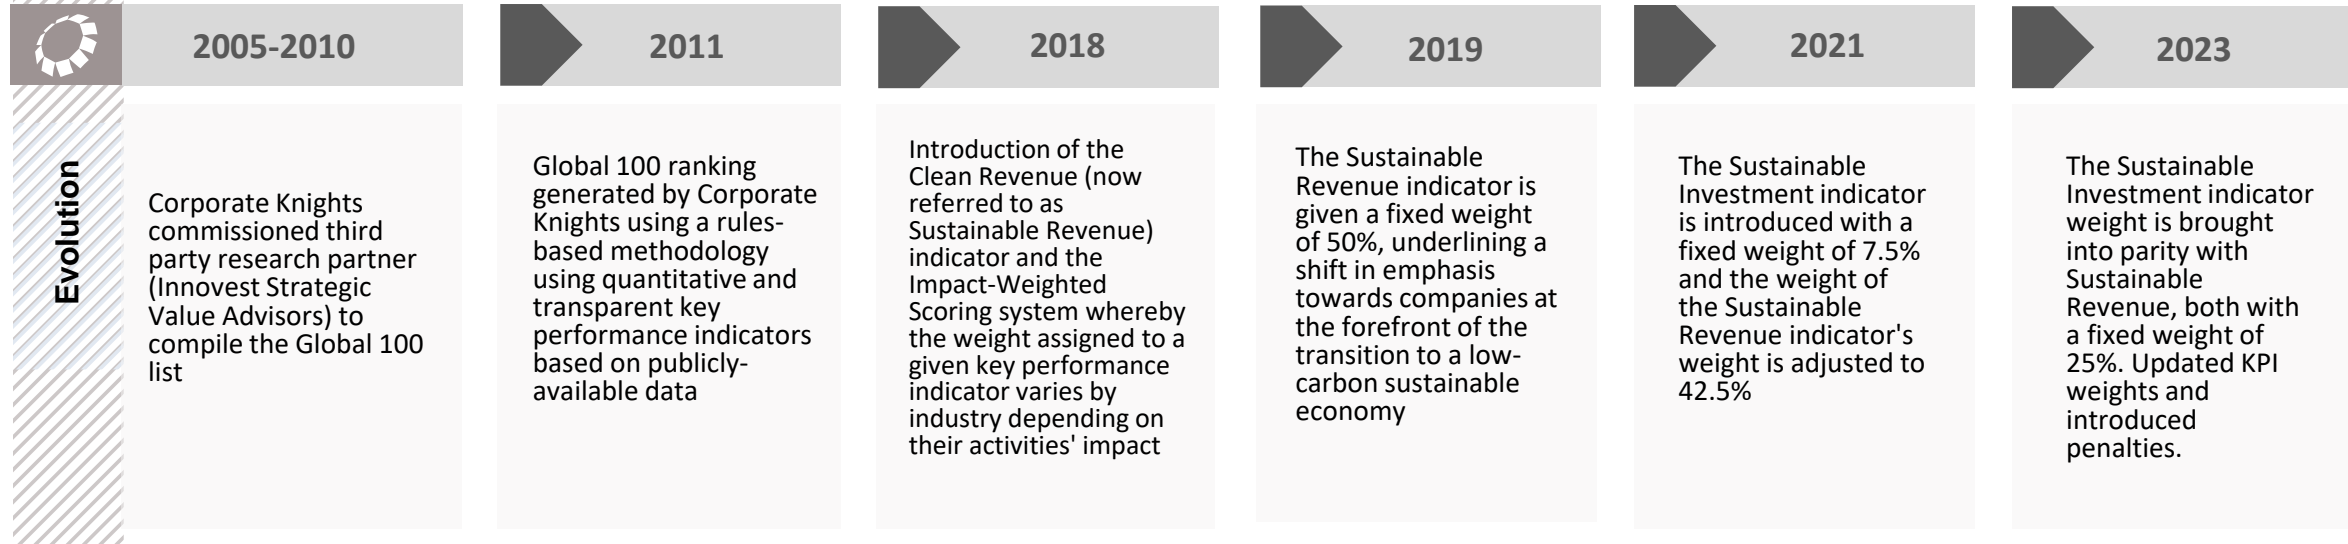 2005-2010
2011
2018
2019
2021
2023
Evolution
Corporate Knights
commissioned third
party research partner
(Innovest Strategic
Value Advisors) to
compile the Global 100
list
Global 100 ranking
generated by Corporate
Knights using a rules-
based methodology
using quantitative and
transparent key
performance indicators
based on publicly-
available data
Introduction of the
Clean Revenue (now
referred to as
Sustainable Revenue)
indicator and the
Impact-Weighted
Scoring system whereby
the weight assigned to a
given key performance
indicator varies by
industry depending on
their activities' impact
The Sustainable
Revenue indicator is
given a fixed weight
of 50%, underlining a
shift in emphasis
towards companies at
the forefront of the
transition to a low-
carbon sustainable
economy
The Sustainable
Investment indicator
is introduced with a
fixed weight of 7.5%
and the weight of
the Sustainable
Revenue indicator's
weight is adjusted to
42.5%
The Sustainable
Investment indicator
weight is brought
into parity with
Sustainable
Revenue, both with
a fixed weight of
25%. Updated KPI
weights and
introduced
penalties.